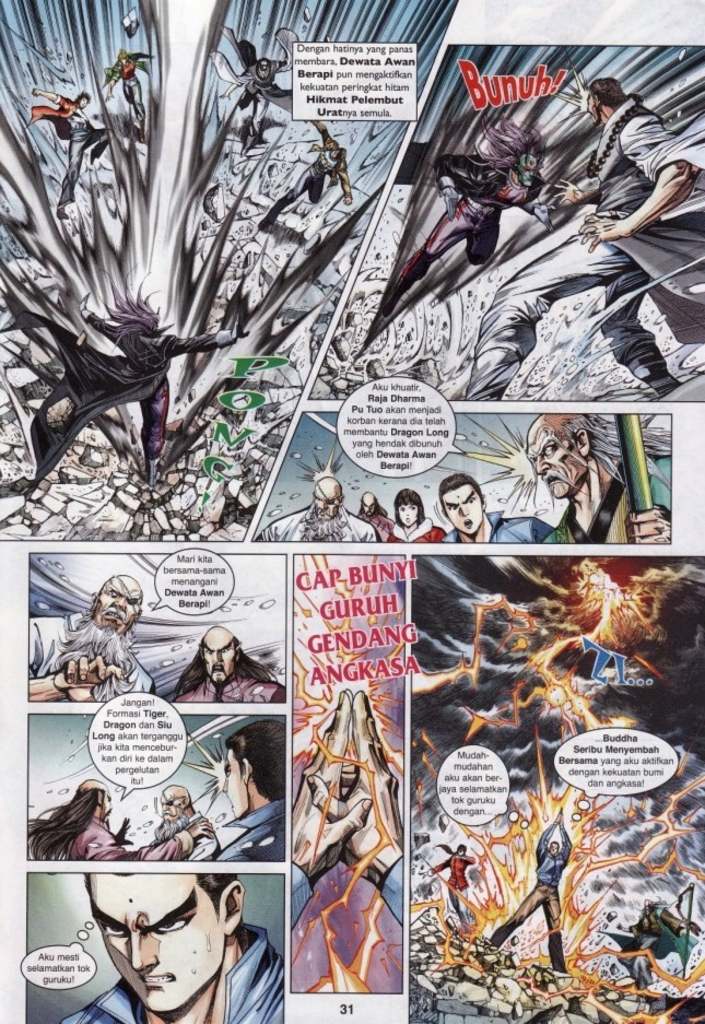 Dengan hatinya yang panas
membara, Dewata Awan
Berapi pun mengaktifkan
kekuatan peringkat hitam
Hikmat Pelembut
Uratnya semula.
Bunuh!
PONG!
Aku khuatir,
Raja Dharma
Pu Tuo akan menjadi
korban kerana dia telah
membantu Dragon Long
yang hendak dibunuh
oleh Dewata Awan
Berapi!
Mari kita
bersama-sama
menangani
Dewata Awan
Berapi!
Jangan!
Formasi Tiger,
Dragon dan Siu
Long akan terganggu
jika kita mencebur-
kan diri ke dalam
pergelutan
itu!
Aku mesti
selamatkan tok
guruku!
CAP BUNYI
GURUH
GENDANG
ANGKASA
ZI...
Mudah-
mudahan
aku akan ber-
jaya selamatkan
tok guruku
dengan...
...Buddha
Seribu Menyembah
Bersama yang aku aktifkan
dengan kekuatan bumi
dan angkasa!
31